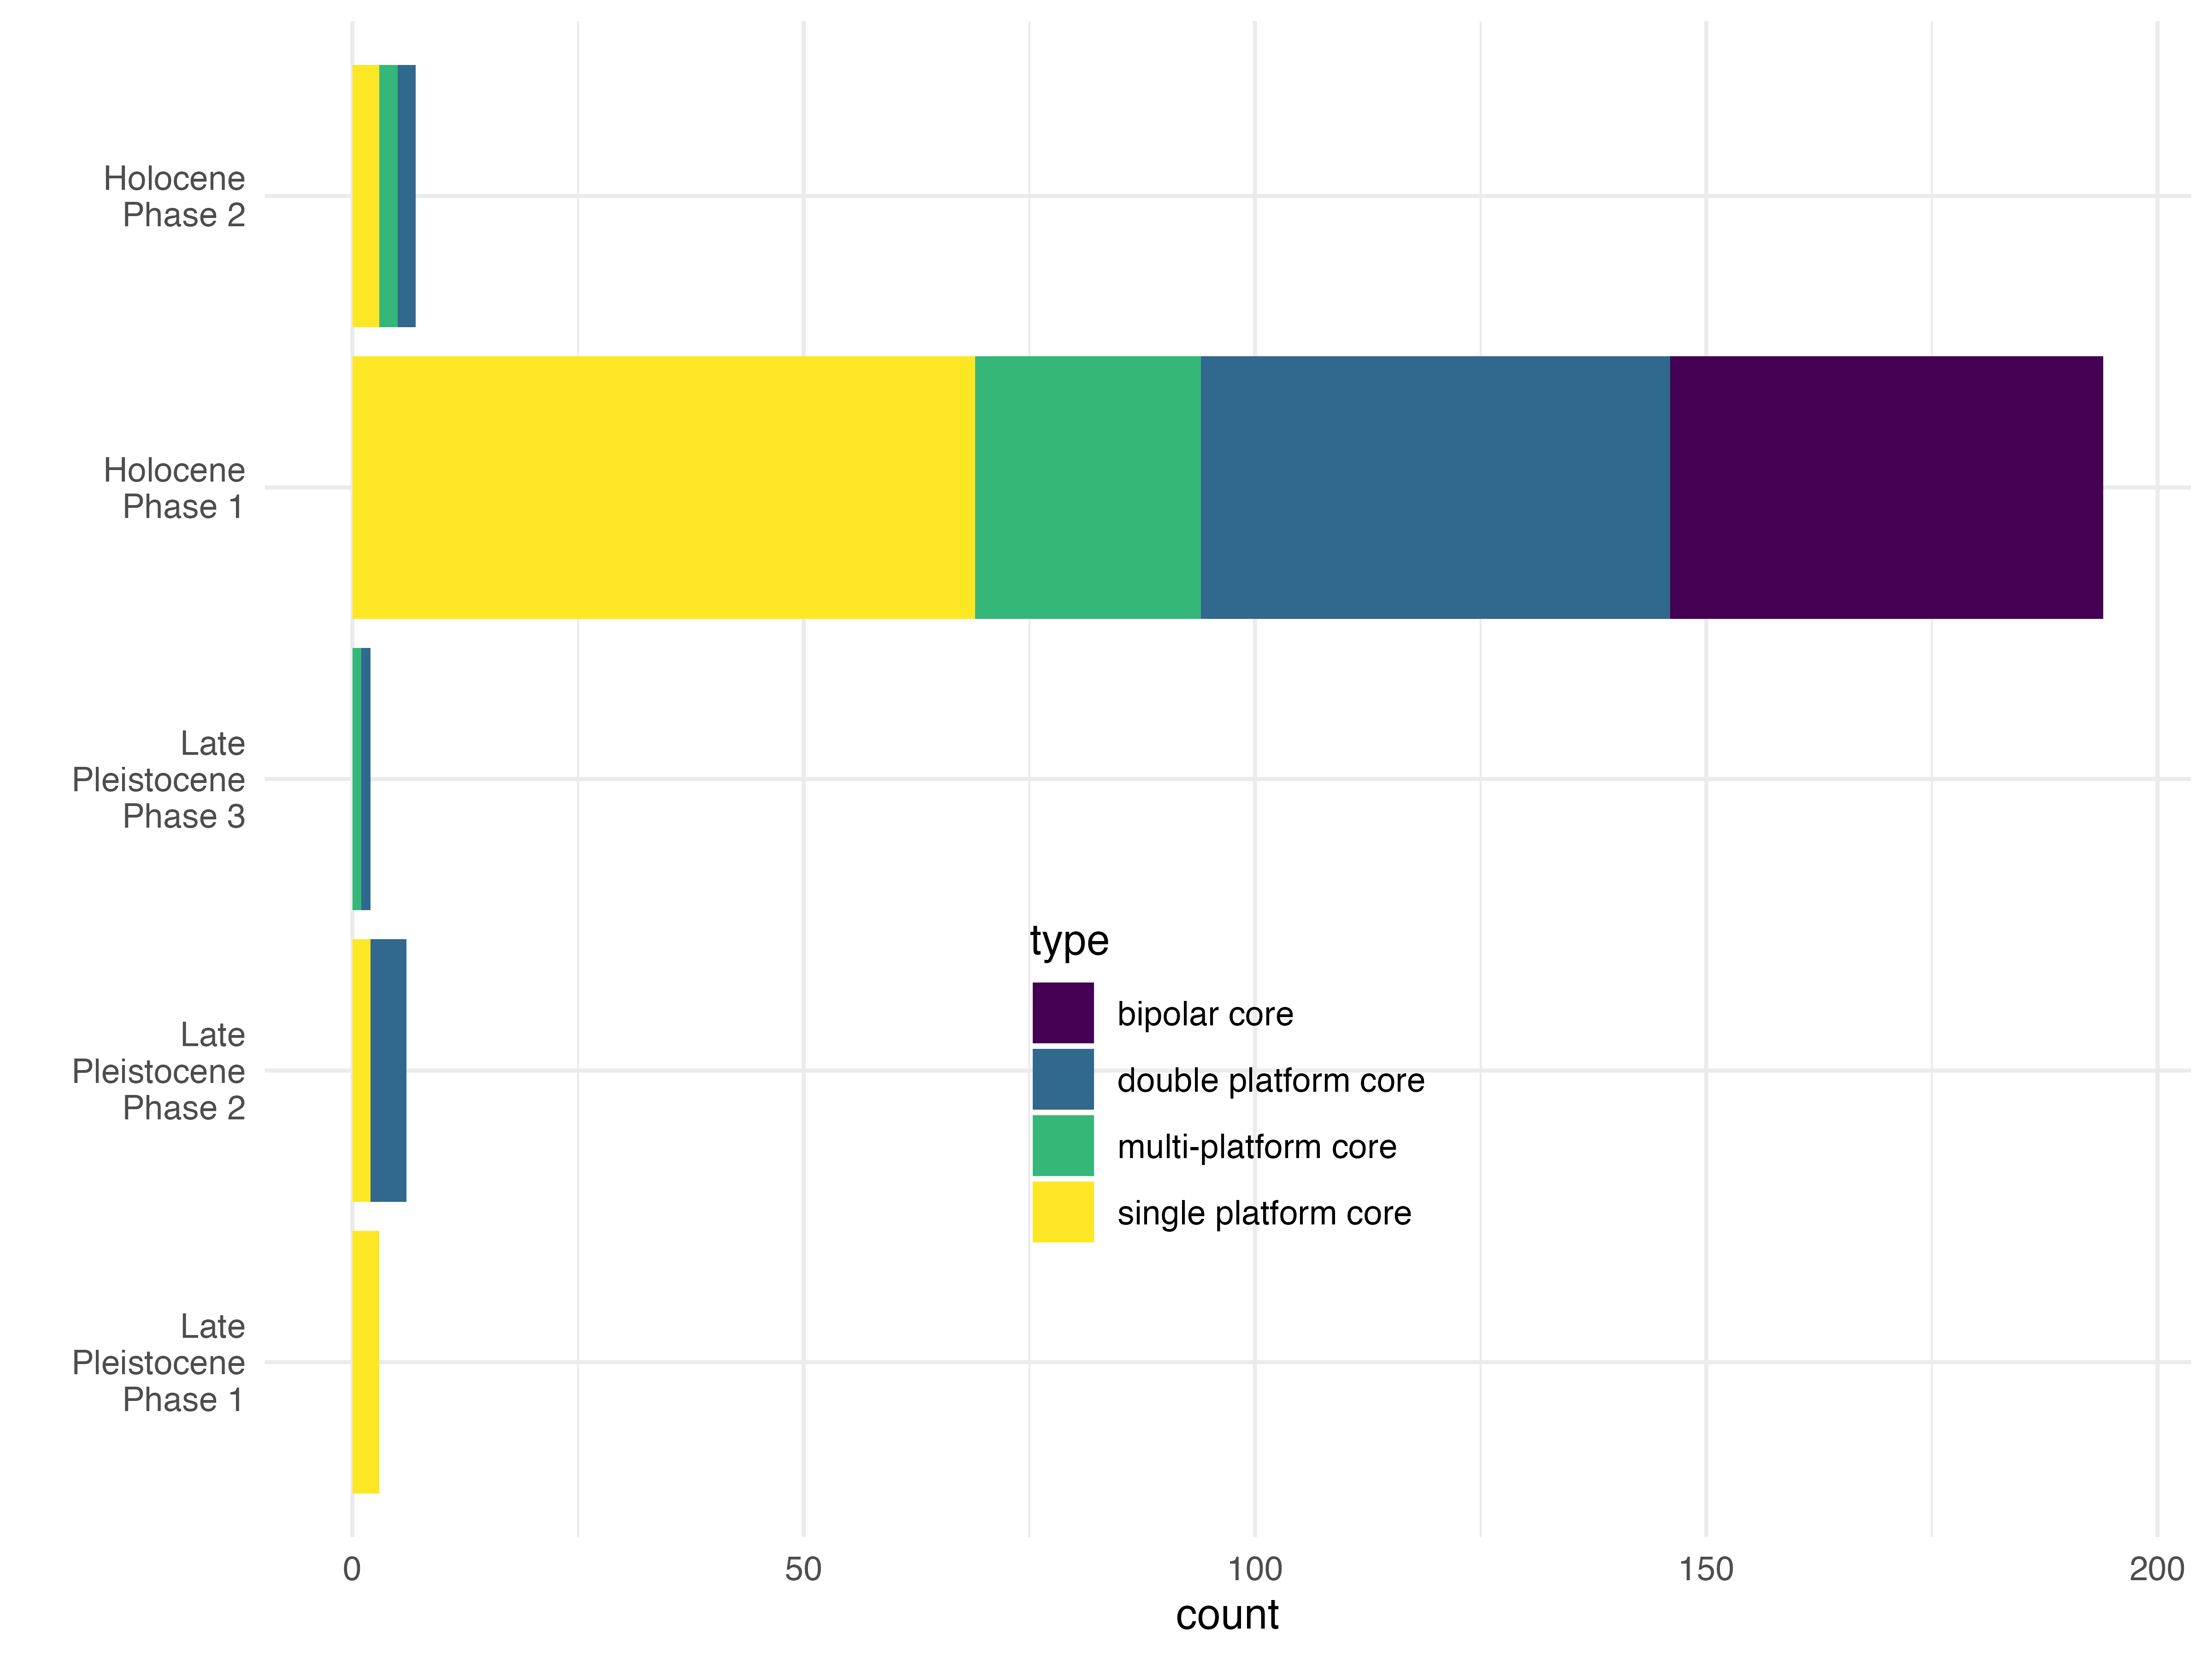 Holocene
Phase 2
Holocene
Phase 1
Late
Pleistocene
Phase 3
Late
Pleistocene
Phase 2
Late
Pleistocene
Phase 1
type
bipolar core
double platform core
multi-platform core
single platform core
0 50 100 150 200
count